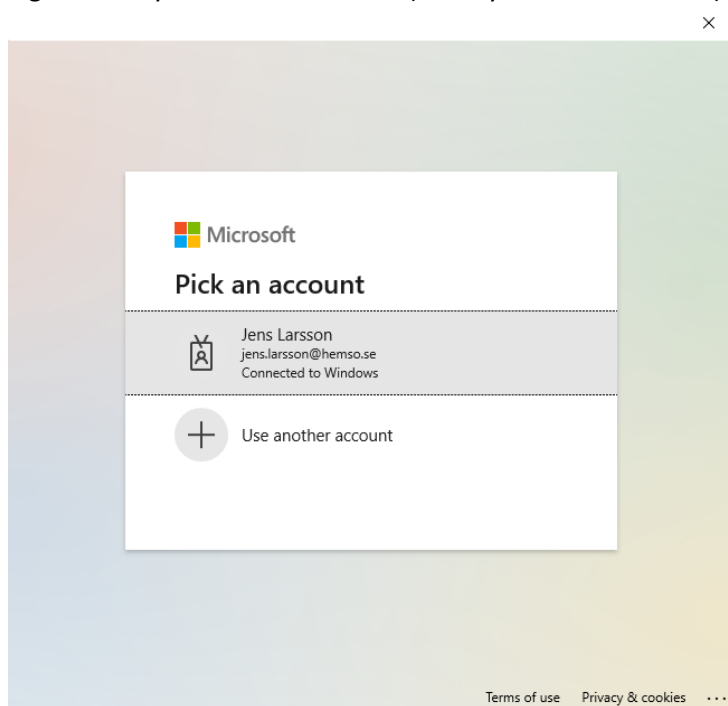 Microsoft
Pick an account
Jens Larsson
jens.larsson@hemso.se
Connected to Windows
Use another account
Terms of use Privacy & cookies ...